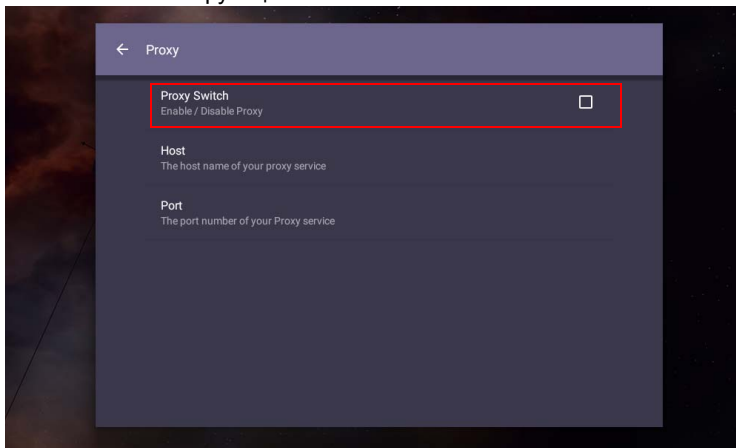 Proxy
Proxy Switch
Enable / Disable Proxy
Host
The host name of your proxy service
Port
The port number of your Proxy service